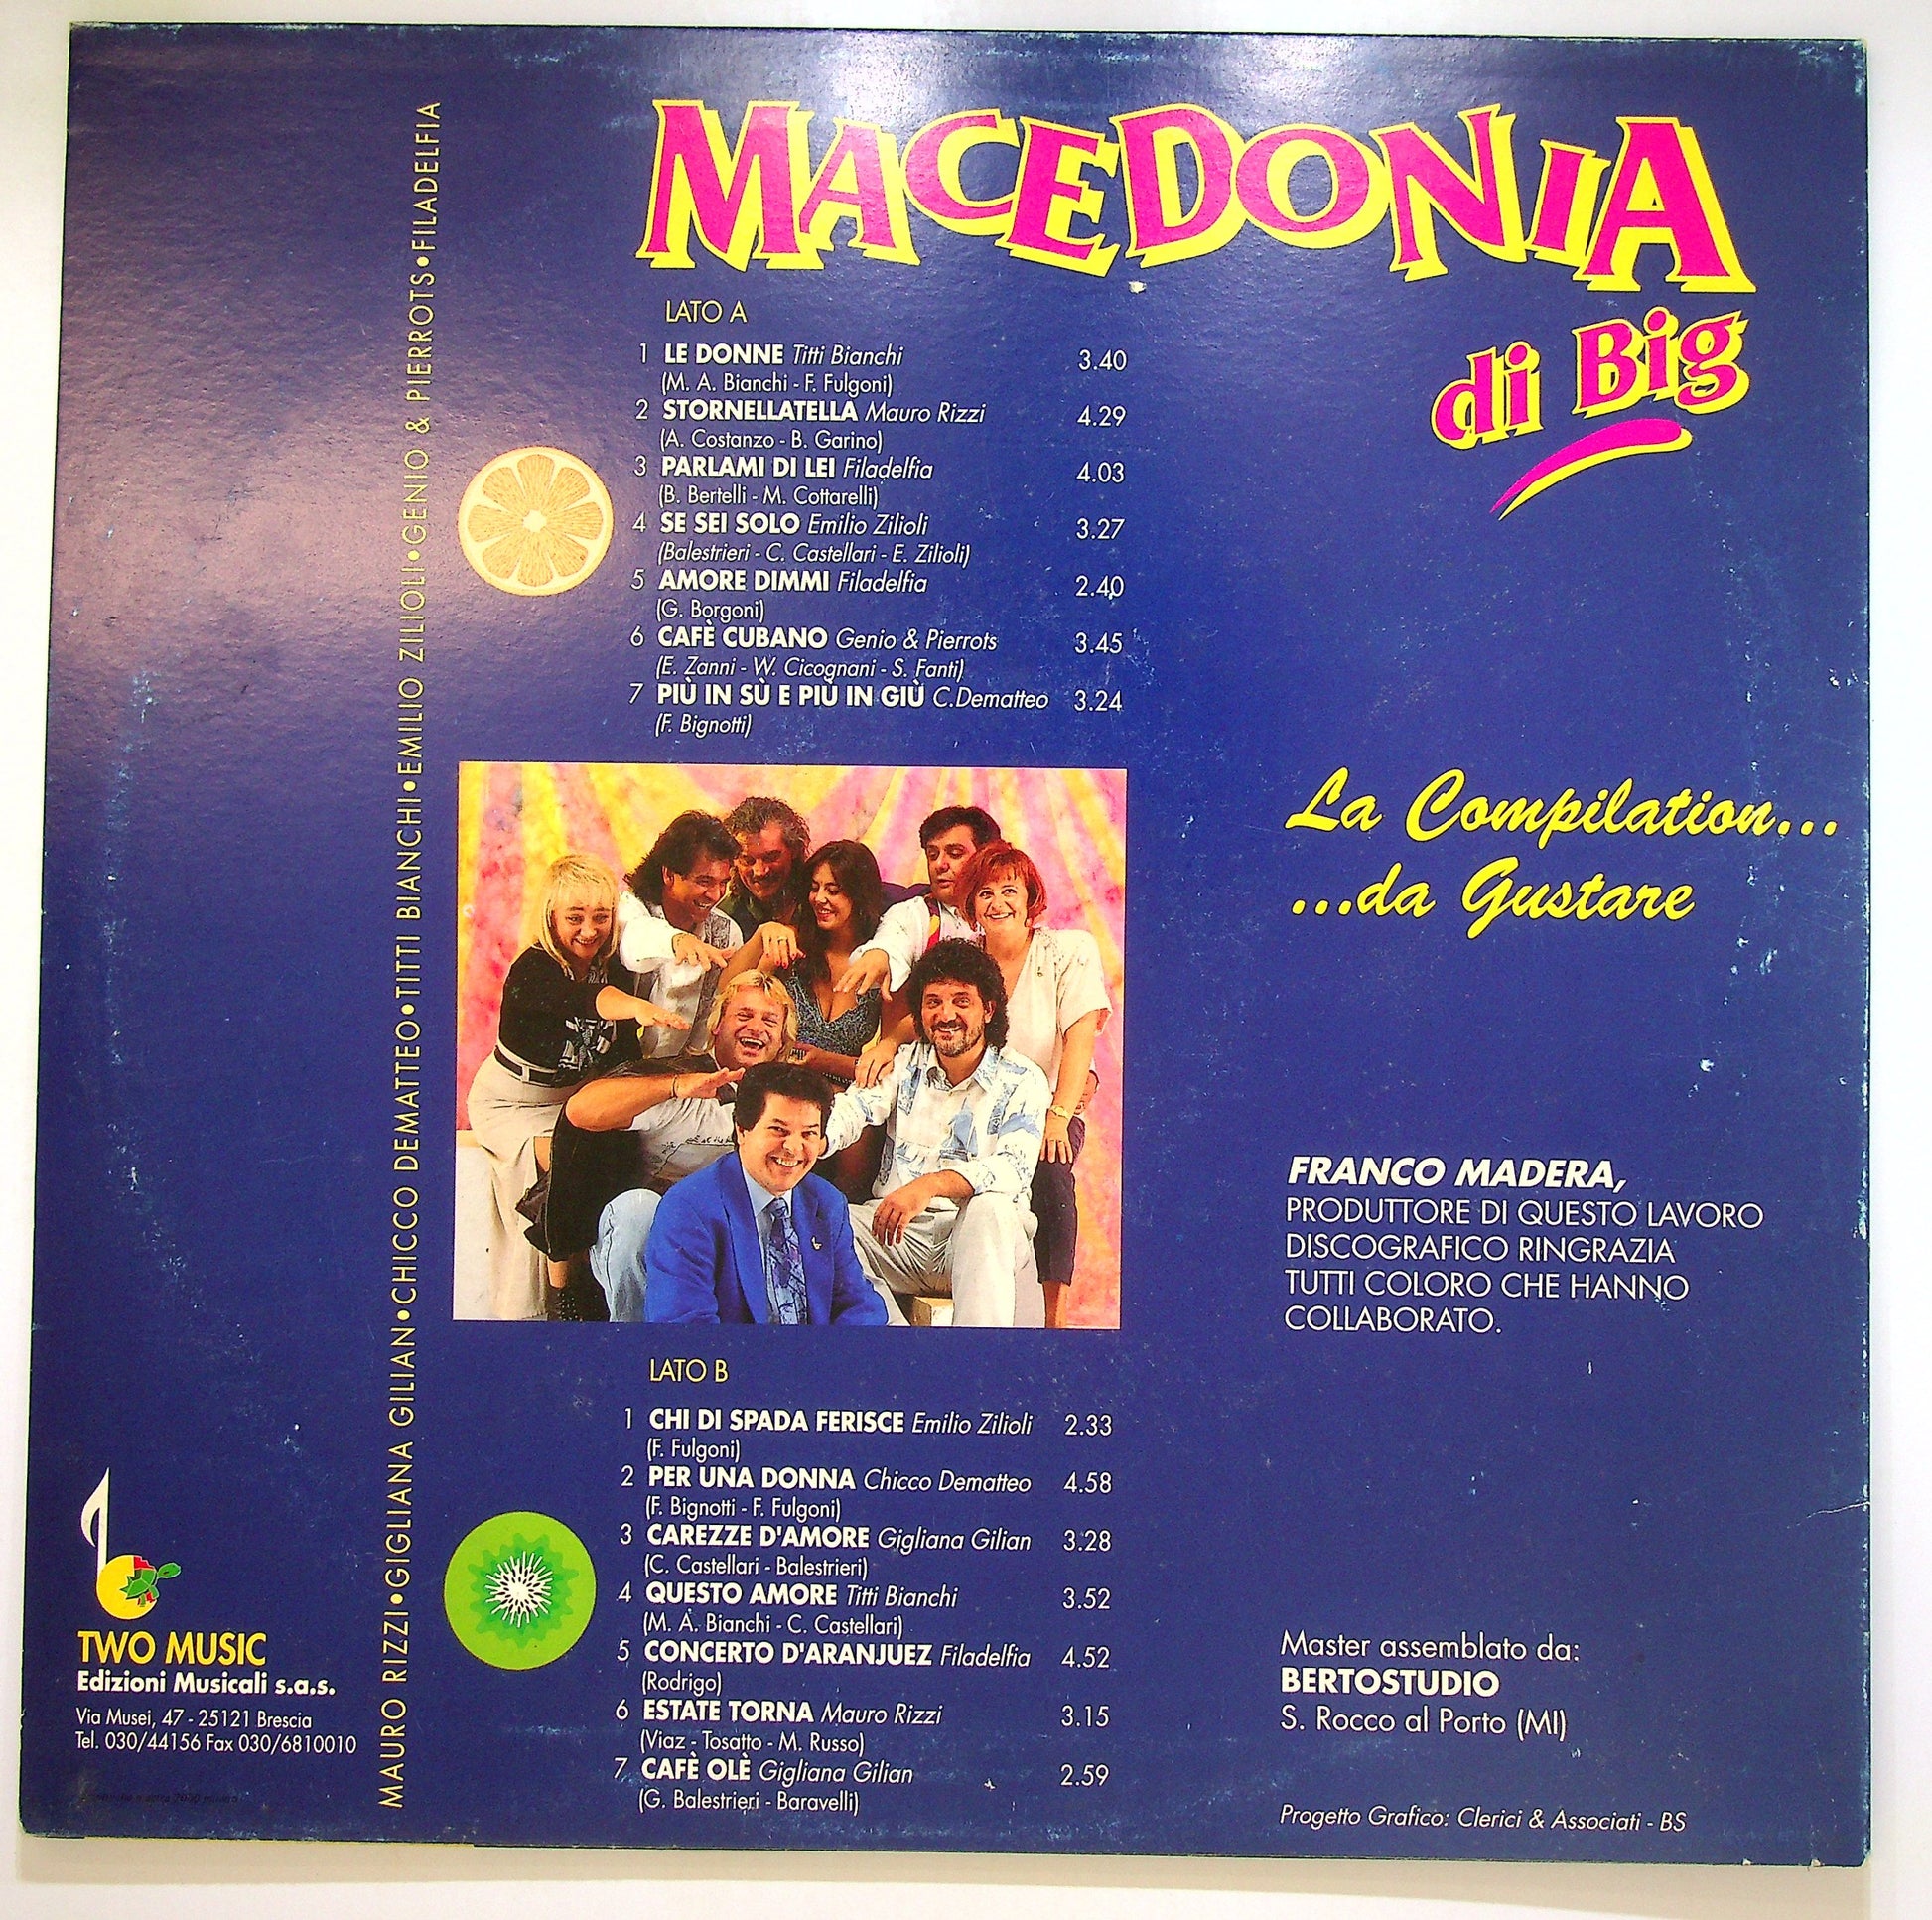 MACEDONIA
di Big
LATO A
1 LE DONNE Titti Bianchi 3.40
(M. A. Bianchi - F. Fulgoni)
2 STORNELLATELLA Mauro Rizzi 4.29
(A. Costanzo - B. Garino)
3 PARLAMI DI LEI Filadelfia 4.03
(B. Bertelli - M. Cottarelli)
4 SE SEI SOLO Emilio Zilioli 3.27
(Balestrieri - C. Castellari - E. Zilioli)
5 AMORE DIMMI Filadelfia 2.40
(G. Borgoni)
6 CAFÈ CUBANO Genio & Pierrots 3.45
(E. Zanni - W. Cicognani - S. Fanti)
7 PIÙ IN SÙ E PIÙ IN GIÙ C.Dematteo 3.24
(F. Bignotti)
La Compilation...
...da Gustare
FRANCO MADERA,
PRODUTTORE DI QUESTO LAVORO
DISCOGRAFICO RINGRAZIA
TUTTI COLORO CHE HANNO
COLLABORATO.
LATO B
1 CHI DI SPADA FERISCE Emilio Zilioli 2.33
(F. Fulgoni)
2 PER UNA DONNA Chicco Dematteo 4.58
(F. Bignotti - F. Fulgoni)
3 CAREZZE D'AMORE Gigliana Gilian 3.28
(C. Castellari - Balestrieri)
4 QUESTO AMORE Titti Bianchi 3.52
(M. A. Bianchi - C. Castellari)
5 CONCERTO D'ARANJUEZ Filadelfia 4.52
(Rodrigo)
6 ESTATE TORNA Mauro Rizzi 3.15
(Viaz - Tosatto - M. Russo)
7 CAFÈ OLÈ Gigliana Gilian 2.59
(G. Balestrieri - Baravelli)
Master assemblato da:
BERTOSTUDIO
S. Rocco al Porto (MI)
Progetto Grafico: Clerici & Associati - BS
MAURO RIZZI•GIGLIANA GILIAN•CHICCO DEMATTEO•TITTI BIANCHI•EMILIO ZILIOLI•GENIO & PIERROTS•FILADELFIA
TWO MUSIC
Edizioni Musicali s.a.s.
Via Musei, 47 - 25121 Brescia
Tel. 030/44156 Fax 030/6810010